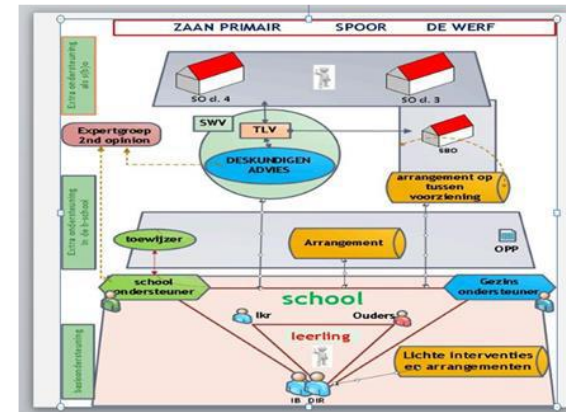 ZAAN PRIMAIR SPOOR DE WERF
Extra ondersteuning
als s(b)o
SO cl. 4
SO cl. 3
SWV
TLV
Expertgroep
2nd opinion
DESKUNDIGEN
ADVIES
SBO
arrangement op
tussen
voorziening
Extra ondersteuning
in de b-school
toewijzer
Arrangement
OPP
school
ondersteuner
school
Gezins
ondersteuner
lkr
Ouders
leerling
basisondersteuning
Lichte interventies
en arrangementen
IB DIR